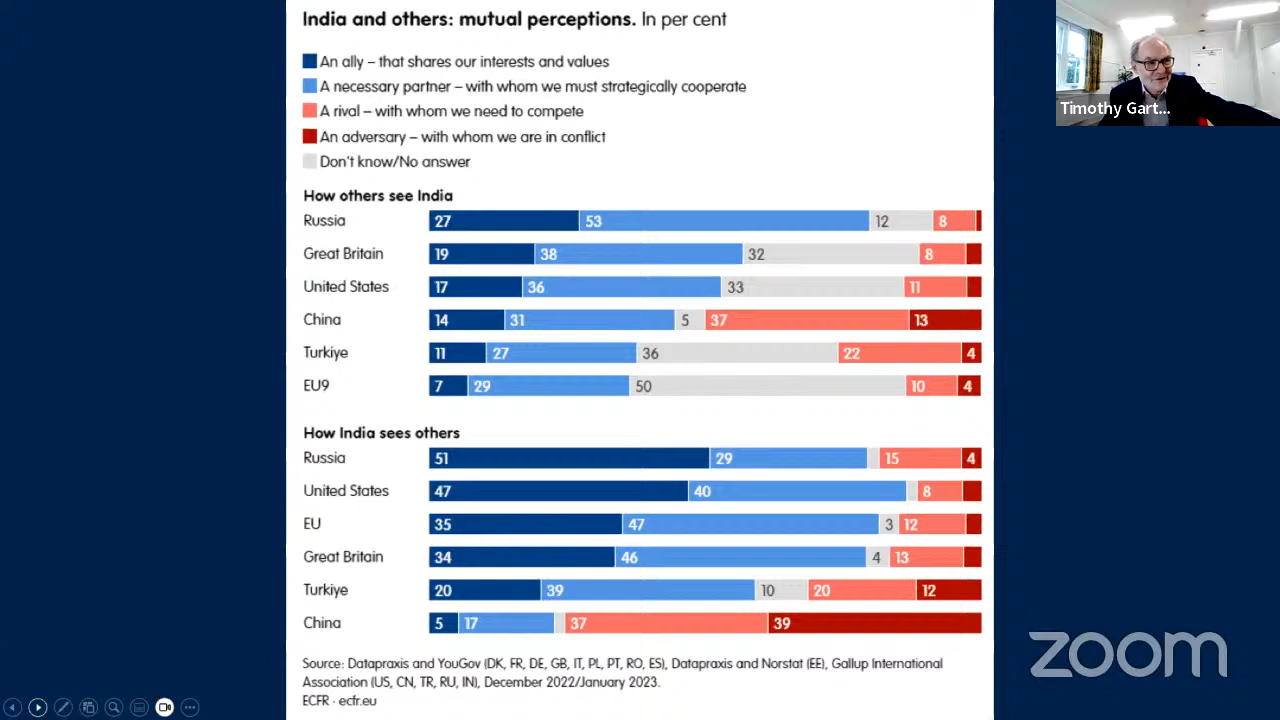 India and others: mutual perceptions. In per cent
An ally – that shares our interests and values
A necessary partner – with whom we must strategically cooperate
A rival – with whom we need to compete
An adversary – with whom we are in conflict
Don't know/No answer
How others see India
Russia 27 53 12 8
Great Britain 19 38 32 8
United States 17 36 33 11
China 14 31 5 37 13
Turkiye 11 27 36 22 4
EU9 7 29 50 10 4
How India sees others
Russia 51 29 15 4
United States 47 40 8
EU 35 47 3 12
Great Britain 34 46 4 13
Turkiye 20 39 10 20 12
China 5 17 37 39
Source: Datapraxis and YouGov (DK, FR, DE, GB, IT, PL, PT, RO, ES), Datapraxis and Norstat (EE), Gallup International
Association (US, CN, TR, RU, IN), December 2022/January 2023.
ECFR · ecfr.eu
Timothy Gart...
zoom